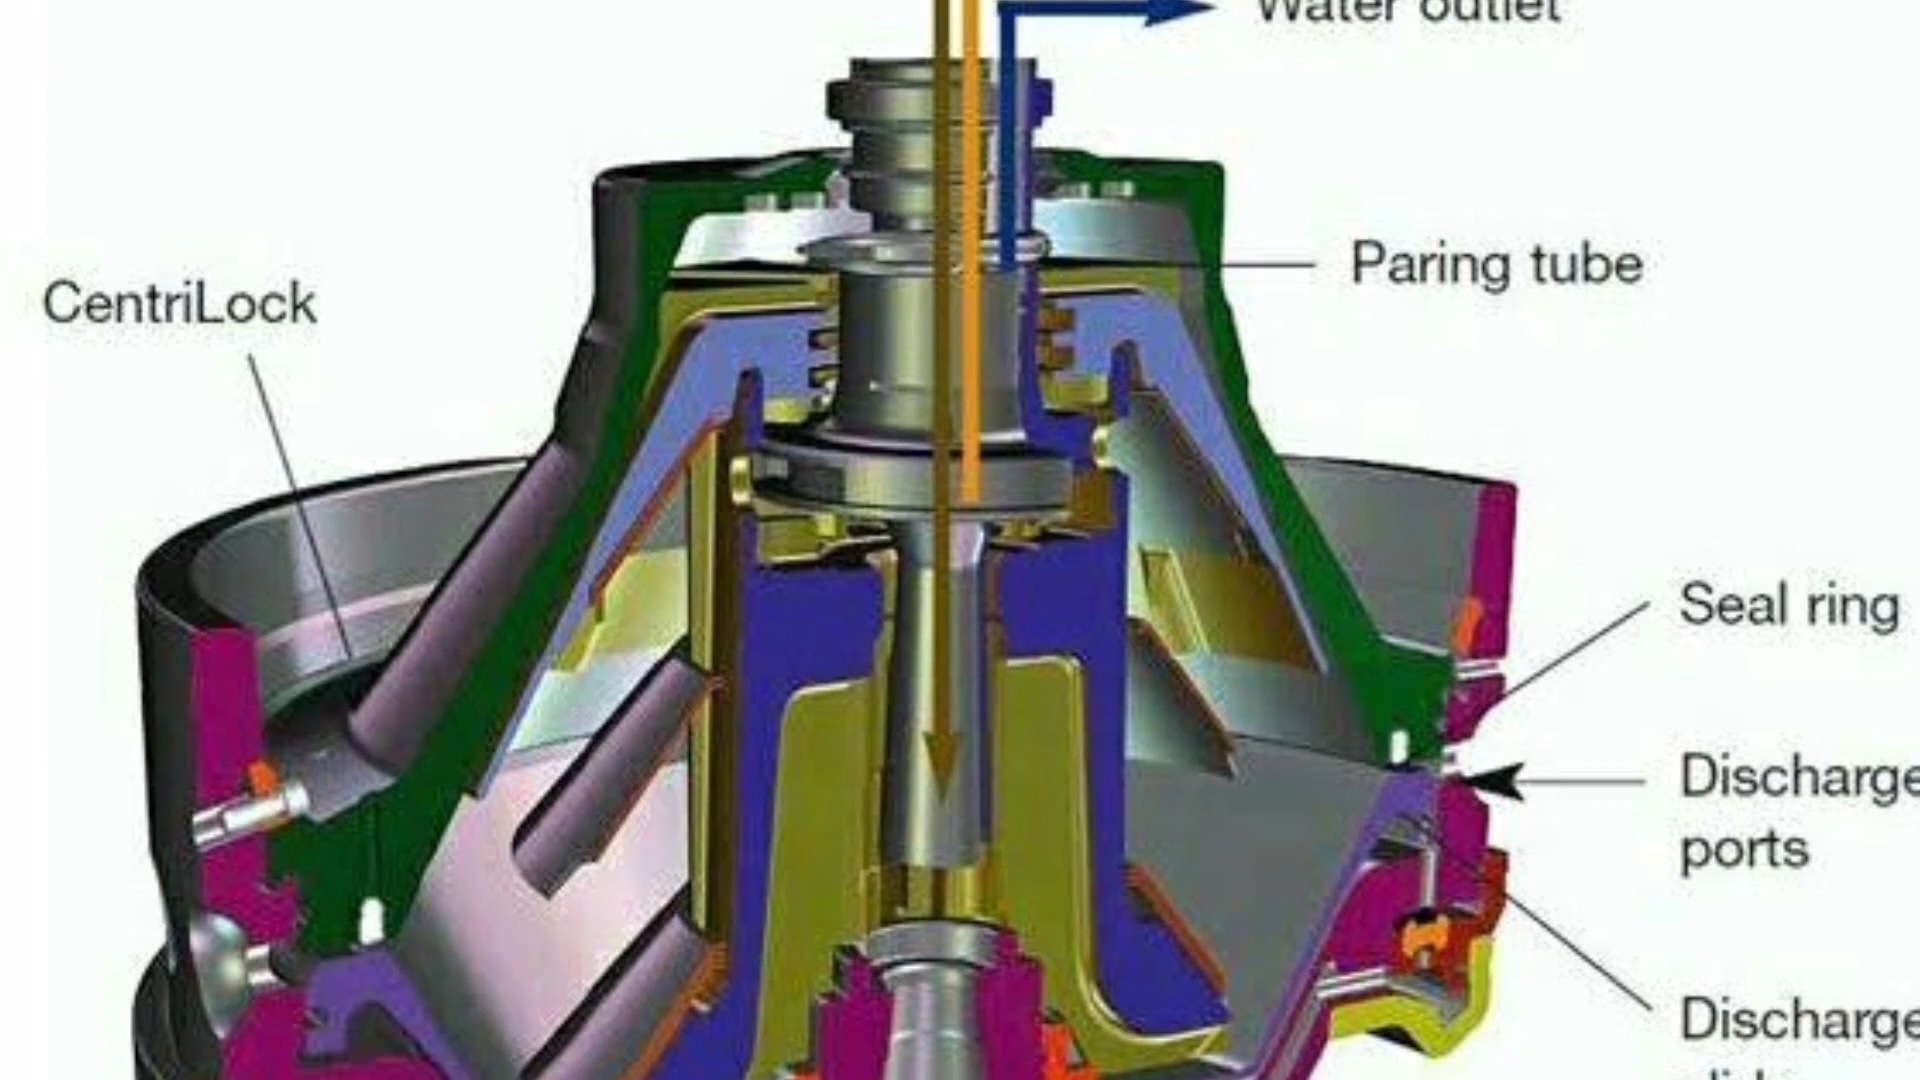 Water outlet
Paring tube
CentriLock
Seal ring
Discharge
ports
Discharge